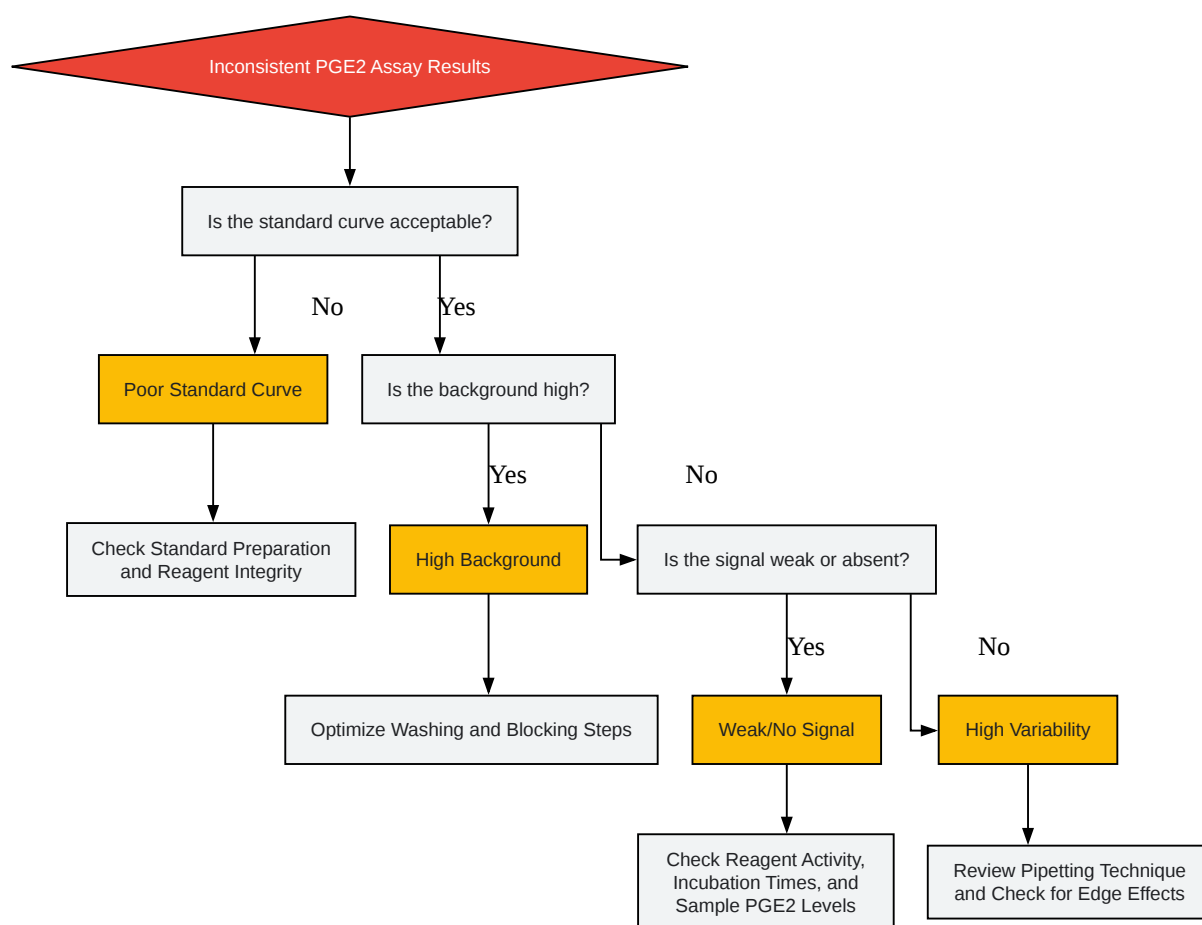 Inconsistent PGE2 Assay Results
Is the standard curve acceptable?
No
Yes
Poor Standard Curve
Is the background high?
Yes
No
Check Standard Preparation
and Reagent Integrity
High Background
Is the signal weak or absent?
Yes
No
Optimize Washing and Blocking Steps
Weak/No Signal
High Variability
Check Reagent Activity,
Incubation Times, and
Sample PGE2 Levels
Review Pipetting Technique
and Check for Edge Effects